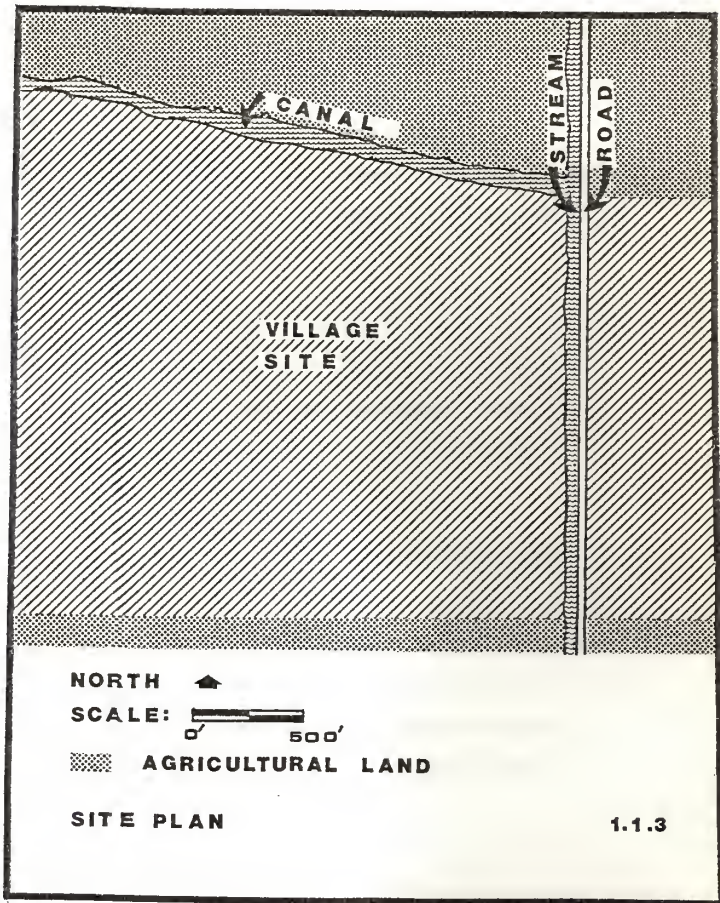 CANAL
STREAM
ROAD
VILLAGE
SITE
NORTH
SCALE:
0' 500'
AGRICULTURAL LAND
SITE PLAN 1.1.3